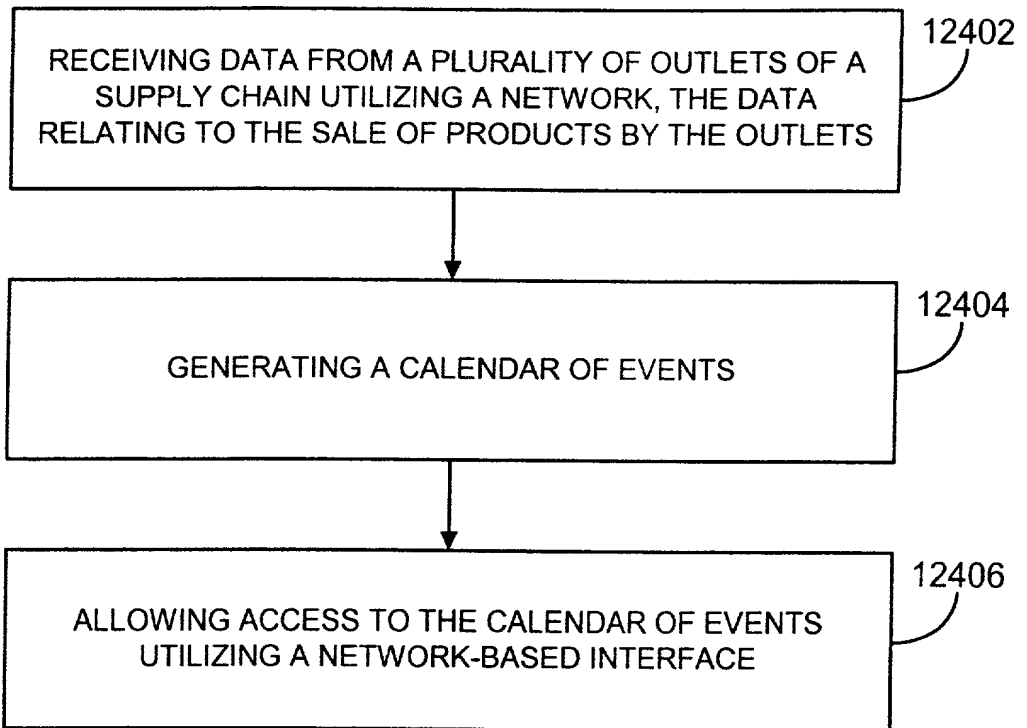 12402
RECEIVING DATA FROM A PLURALITY OF OUTLETS OF A
SUPPLY CHAIN UTILIZING A NETWORK, THE DATA
RELATING TO THE SALE OF PRODUCTS BY THE OUTLETS
12404
GENERATING A CALENDAR OF EVENTS
12406
ALLOWING ACCESS TO THE CALENDAR OF EVENTS
UTILIZING A NETWORK-BASED INTERFACE